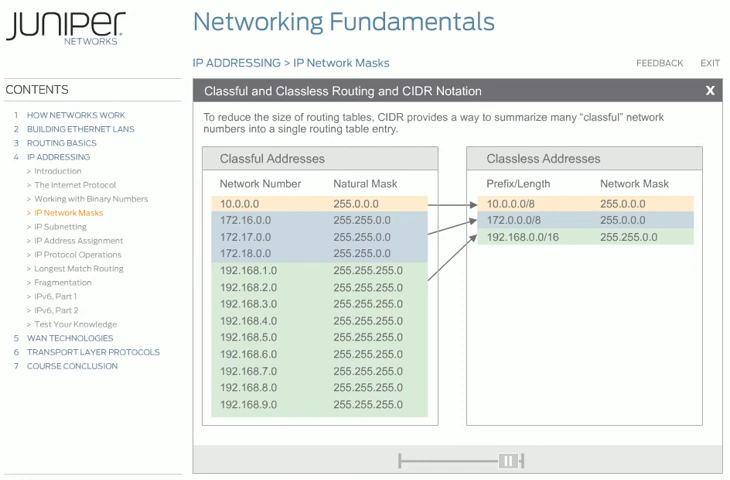 JUNIPER
NETWORKS
Networking Fundamentals
IP ADDRESSING > IP Network Masks
FEEDBACK EXIT
CONTENTS
1 HOW NETWORKS WORK
2 BUILDING ETHERNET LANS
3 ROUTING BASICS
4 IP ADDRESSING
> Introduction
> The Internet Protocol
> Working with Binary Numbers
> IP Network Masks
> IP Subnetting
> IP Address Assignment
> IP Protocol Operations
> Longest Match Routing
> Fragmentation
> IPv6, Part 1
> IPv6, Part 2
> Test Your Knowledge
5 WAN TECHNOLOGIES
6 TRANSPORT LAYER PROTOCOLS
7 COURSE CONCLUSION
Classful and Classless Routing and CIDR Notation X
To reduce the size of routing tables, CIDR provides a way to summarize many “classful” network
numbers into a single routing table entry.
Classful Addresses
Network Number Natural Mask
10.0.0.0 255.0.0.0
172.16.0.0 255.255.0.0
172.17.0.0 255.255.0.0
172.18.0.0 255.255.0.0
192.168.1.0 255.255.255.0
192.168.2.0 255.255.255.0
192.168.3.0 255.255.255.0
192.168.4.0 255.255.255.0
192.168.5.0 255.255.255.0
192.168.6.0 255.255.255.0
192.168.7.0 255.255.255.0
192.168.8.0 255.255.255.0
192.168.9.0 255.255.255.0
Classless Addresses
Prefix/Length Network Mask
10.0.0.0/8 255.0.0.0
172.0.0.0/8 255.0.0.0
192.168.0.0/16 255.255.0.0